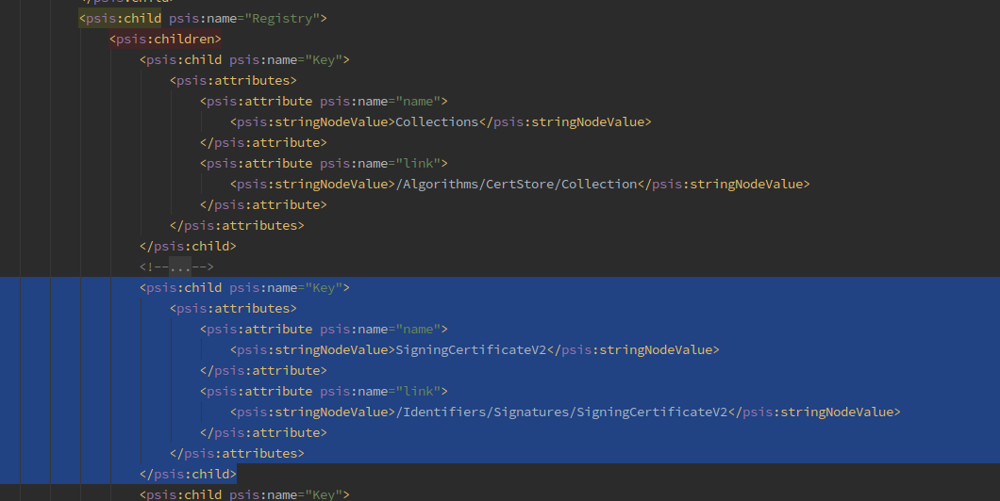 </psis:child>
<psis:child psis:name="Registry">
<psis:children>
<psis:child psis:name="Key">
<psis:attributes>
<psis:attribute psis:name="name">
<psis:stringNodeValue>Collections</psis:stringNodeValue>
</psis:attribute>
<psis:attribute psis:name="link">
<psis:stringNodeValue>/Algorithms/CertStore/Collection</psis:stringNodeValue>
</psis:attribute>
</psis:attributes>
</psis:child>
<!--...-->
<psis:child psis:name="Key">
<psis:attributes>
<psis:attribute psis:name="name">
<psis:stringNodeValue>SigningCertificateV2</psis:stringNodeValue>
</psis:attribute>
<psis:attribute psis:name="link">
<psis:stringNodeValue>/Identifiers/Signatures/SigningCertificateV2</psis:stringNodeValue>
</psis:attribute>
</psis:attributes>
</psis:child>
<psis:child psis:name="Key">